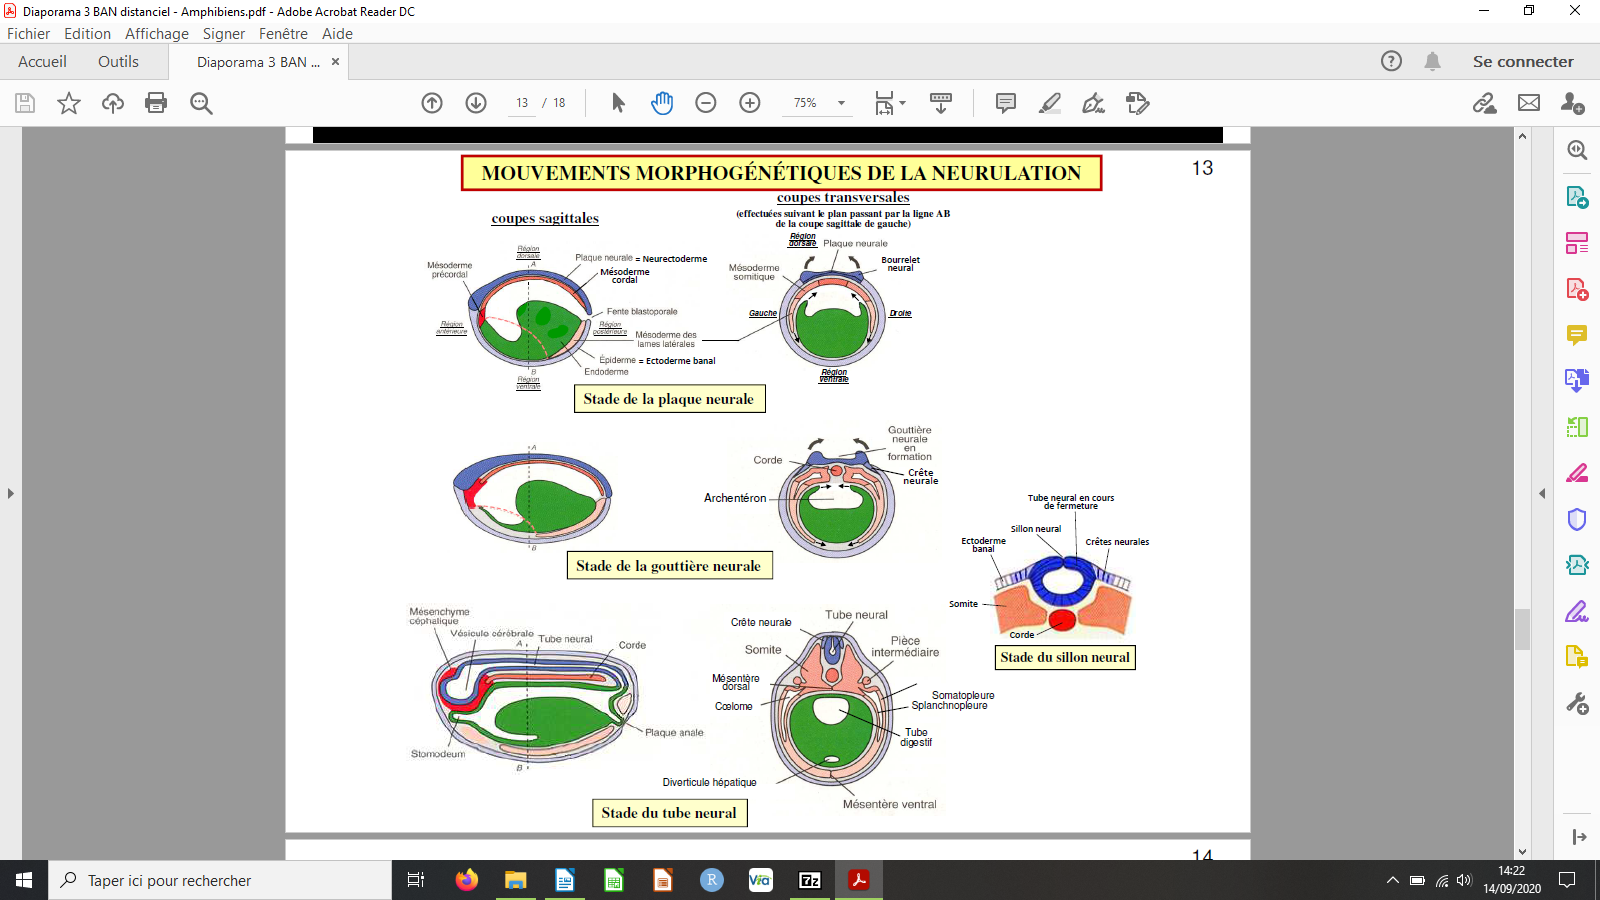 Diaporama 3 BAN distanciel - Amphibiens.pdf - Adobe Acrobat Reader DC
Fichier Edition Affichage Signer Fenêtre Aide
Accueil Outils Diaporama 3 BAN ... × Se connecter
13 / 18 75%
13
MOUVEMENTS MORPHOGÉNÉTIQUES DE LA NEURULATION
coupes sagittales
coupes transversales
(effectuées suivant le plan passant par la ligne AB
de la coupe sagittale de gauche)
Région
dorsale
A
Plaque neurale = Neurectoderme
Mésoderme
précordal
Mésoderme
cordal
Fente blastoporale
Région
antérieure
Région
postérieure
Mésoderme des
lames latérales
Épiderme = Ectoderme banal
Endoderme
B
Région
ventrale
Région
dorsale
Plaque neurale
Mésoderme
somitique
Bourrelet
neural
Gauche
Droite
Région
ventrale
Stade de la plaque neurale
A
B
Gouttière
neurale
en
formation
Corde
Crête
neurale
Archentéron
Stade de la gouttière neurale
Tube neural en cours
de fermeture
Sillon neural
Ectoderme
banal
Crêtes neurales
Somite
Corde
Stade du sillon neural
Mésenchyme
céphalique
Vésicule cérébrale
A
Tube neural
Corde
Plaque anale
Stomodeum
B
Tube neural
Crête neurale
Somite
Pièce
intermédiaire
Mésentère
dorsal
Cœlome
Somatopleure
Splanchnopleure
Tube
digestif
Diverticule hépatique
Mésentère ventral
Stade du tube neural
14
Taper ici pour rechercher
R
Via
7z
14:22
14/09/2020